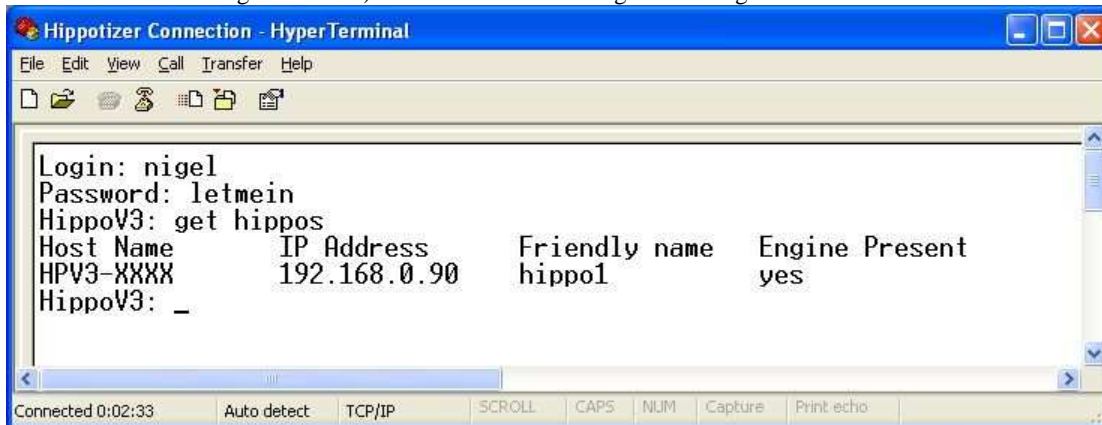 Hippotizer Connection - HyperTerminal
File Edit View Call Transfer Help
Login: nigel
Password: letmein
HippoV3: get hippos
Host Name IP Address Friendly name Engine Present
HPV3-XXXX 192.168.0.90 hippo1 yes
HippoV3: _
Connected 0:02:33 Auto detect TCP/IP SCROLL CAPS NUM Capture Print echo